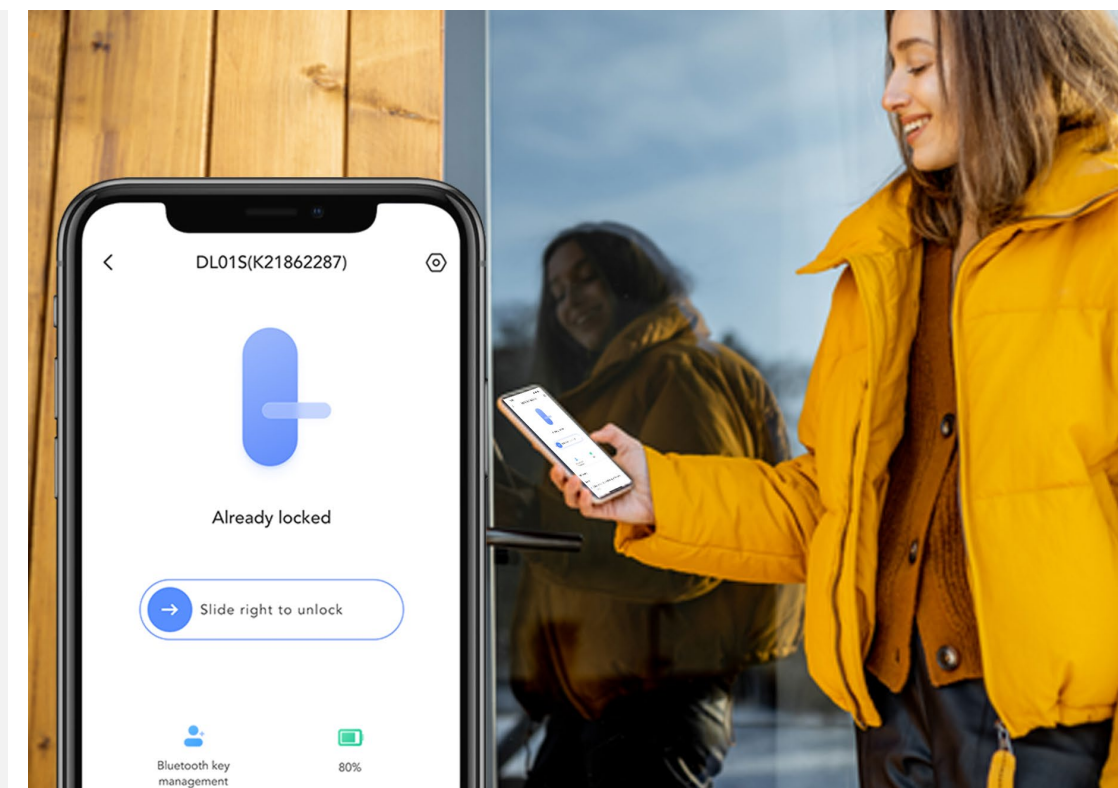 DL01S(K21862287)
Already locked
Slide right to unlock
Bluetooth key
management
80%